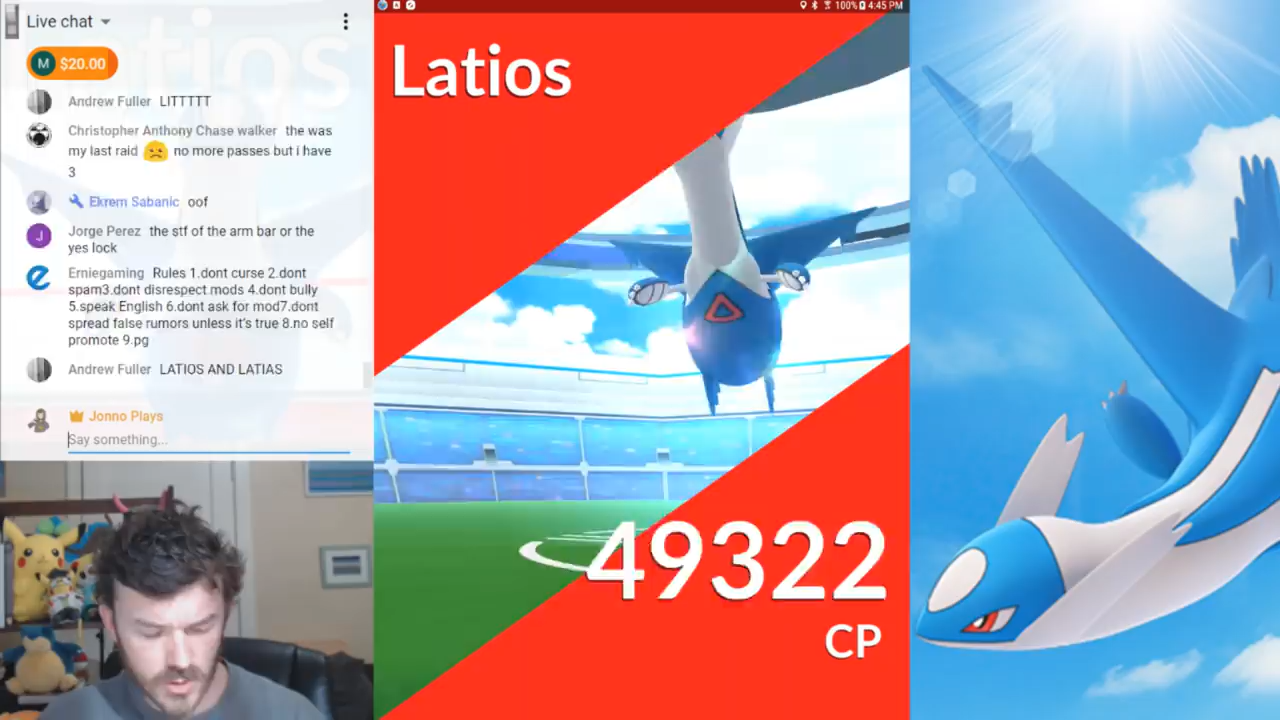 Live chat
M $20.00
Andrew Fuller LITTTTT
Christopher Anthony Chase walker the was
my last raid no more passes but i have
3
Ekrem Sabanic oof
J Jorge Perez the stf of the arm bar or the
yes lock
Erniegaming Rules 1.dont curse 2.dont
spam3.dont disrespect mods 4.dont bully
5.speak English 6.dont ask for mod7.dont
spread false rumors unless it's true 8.no self
promote 9.pg
Andrew Fuller LATIOS AND LATIAS
Jonno Plays
Say something...
100% 4:45 PM
Latios
49322
CP